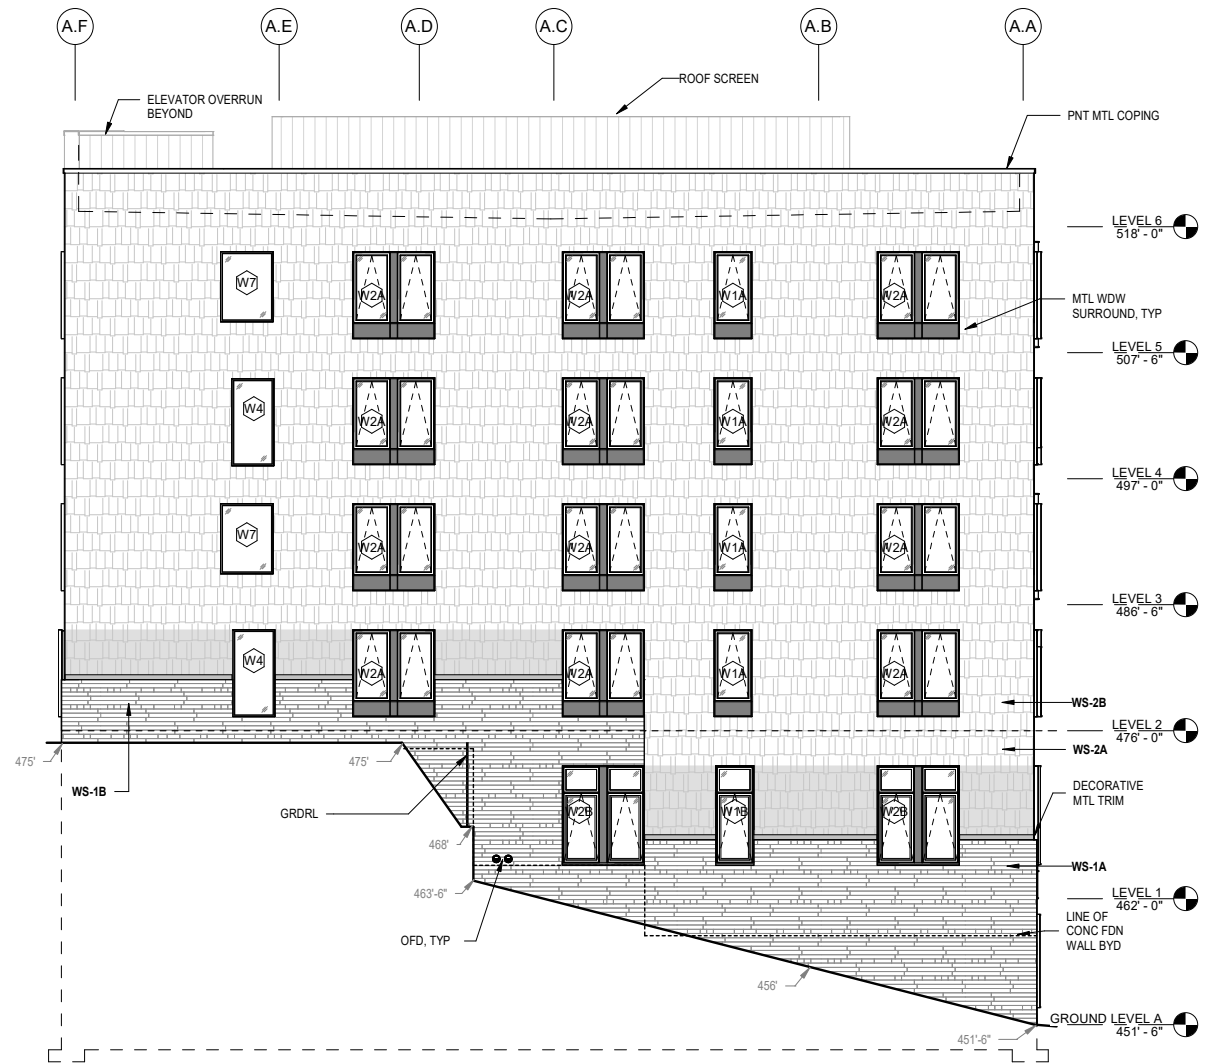 A.F
A.E
A.D
A.C
A.B
A.A
ELEVATOR OVERRUN
BEYOND
ROOF SCREEN
PNT MTL COPING
LEVEL 6
518' - 0"
W7
W2A
W2A
W1A
W2A
MTL WDW
SURROUND, TYP
LEVEL 5
507' - 6"
W4
W2A
W2A
W1A
W2A
LEVEL 4
497' - 0"
W7
W2A
W2A
W1A
W2A
LEVEL 3
486' - 6"
W4
W2A
W2A
W1A
W2A
WS-2B
LEVEL 2
476' - 0"
WS-2A
475'
475'
WS-1B
GRDRL
W2B
W1B
W2B
DECORATIVE
MTL TRIM
468'
WS-1A
463'-6"
LEVEL 1
462' - 0"
OFD, TYP
LINE OF
CONC FDN
WALL BYD
456'
GROUND LEVEL A
451' - 6"
451'-6"